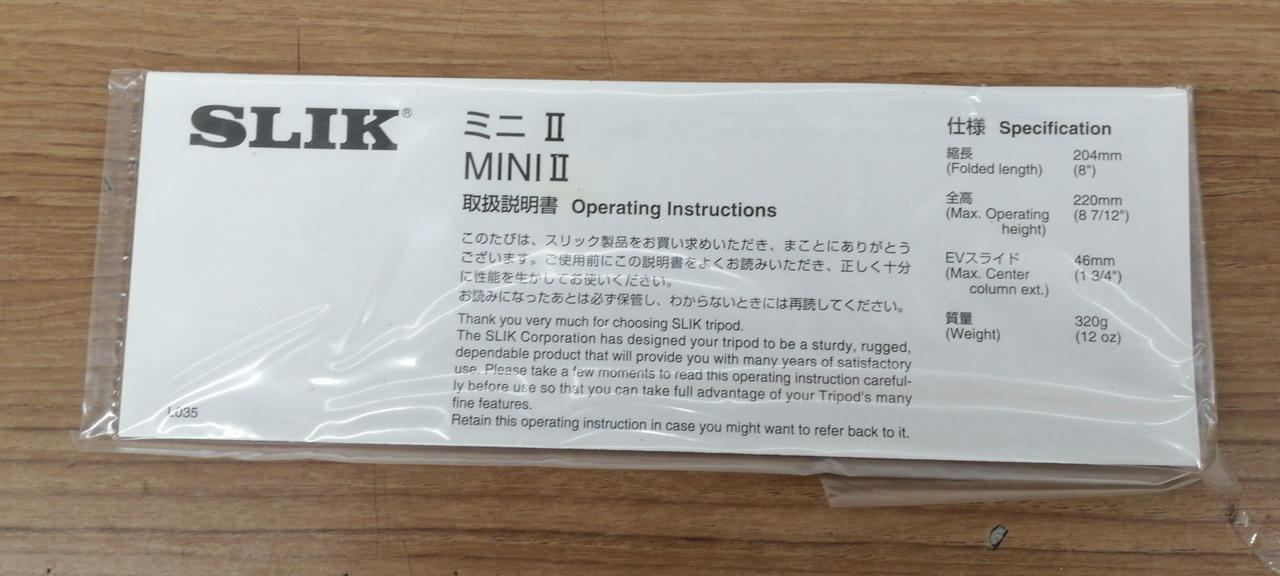 SLIK®
ミニ Ⅱ
MINI Ⅱ
取扱説明書 Operating Instructions
このたびは、スリック製品をお買い求めいただき、まことにありがとう
ございます。ご使用前にこの説明書をよくお読みいただき、正しく十分
に性能を生かしてお使いください。
お読みになったあとは必ず保管し、わからないときには再読してください。
Thank you very much for choosing SLIK tripod.
The SLIK Corporation has designed your tripod to be a sturdy, rugged,
dependable product that will provide you with many years of satisfactory
use. Please take a few moments to read this operating instruction careful-
ly before use so that you can take full advantage of your Tripod's many
fine features.
Retain this operating instruction in case you might want to refer back to it.
仕様 Specification
縮長 204mm
(Folded length) (8")
全高 220mm
(Max. Operating (8 7/12")
height)
EVスライド 46mm
(Max. Center (1 3/4")
column ext.)
質量 320g
(Weight) (12 oz)
L035